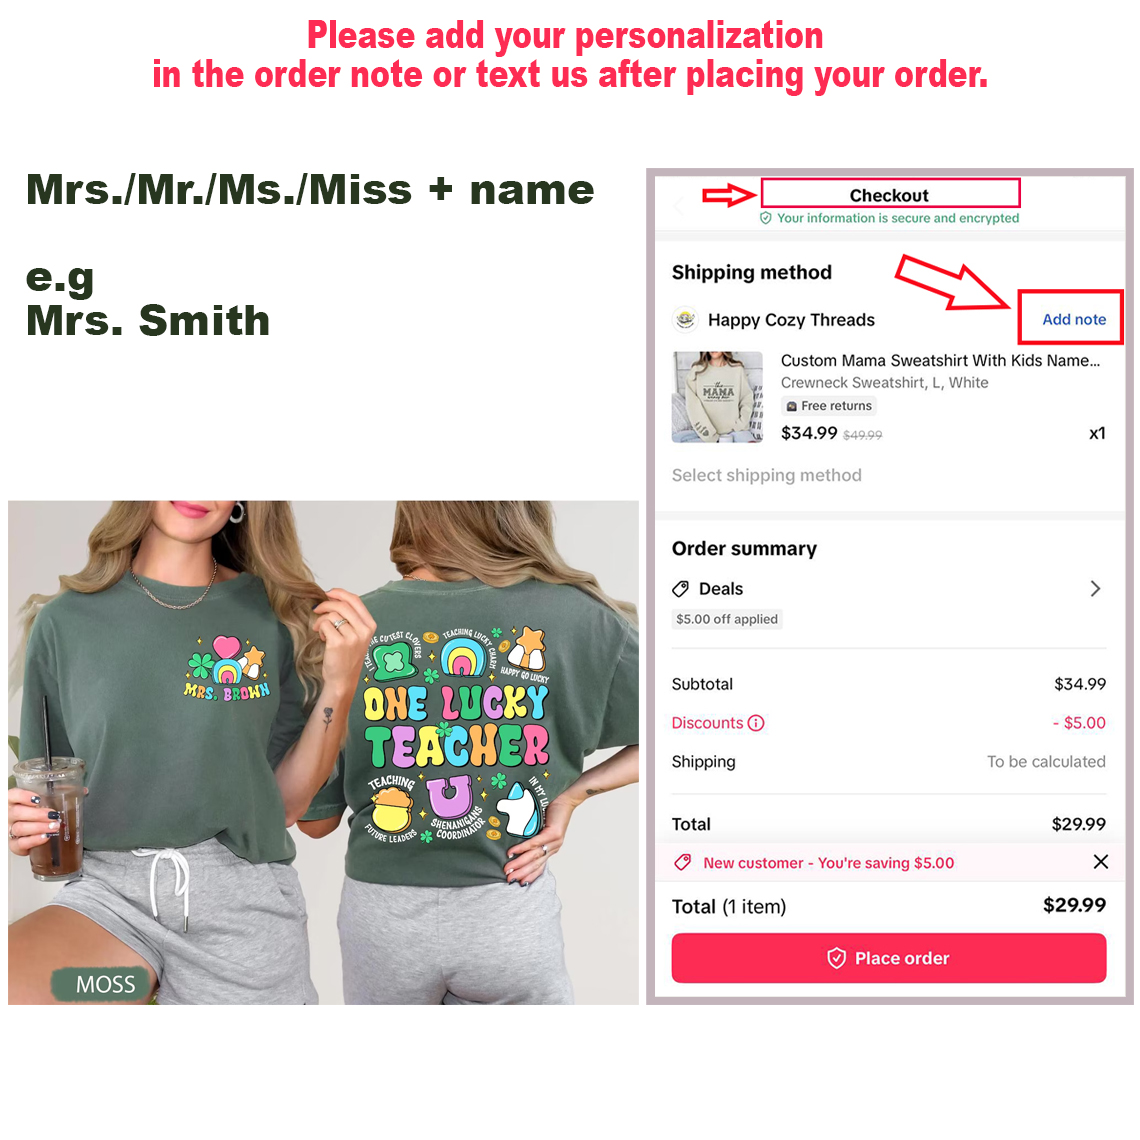 Please add your personalization
in the order note or text us after placing your order.
Mrs./Mr./Ms./Miss + name
e.g
Mrs. Smith
Checkout
Your information is secure and encrypted
Shipping method
Happy Cozy Threads
Add note
Custom Mama Sweatshirt With Kids Name...
Crewneck Sweatshirt, L, White
Free returns
$34.99 $49.99
x1
MAMA
Select shipping method
Order summary
Deals
$5.00 off applied
Subtotal
$34.99
Discounts
- $5.00
Shipping
To be calculated
Total
$29.99
New customer - You're saving $5.00
Total (1 item)
$29.99
Place order
MRS. BROWN
THE CUTEST CLOVERS
TEACHING LUCKY CHARM
HAPPY GO LUCKY
ONE LUCKY
TEACHER
TEACHING
FUTURE LEADERS
SHENANIGANS
COORDINATOR
IN MY
MOSS